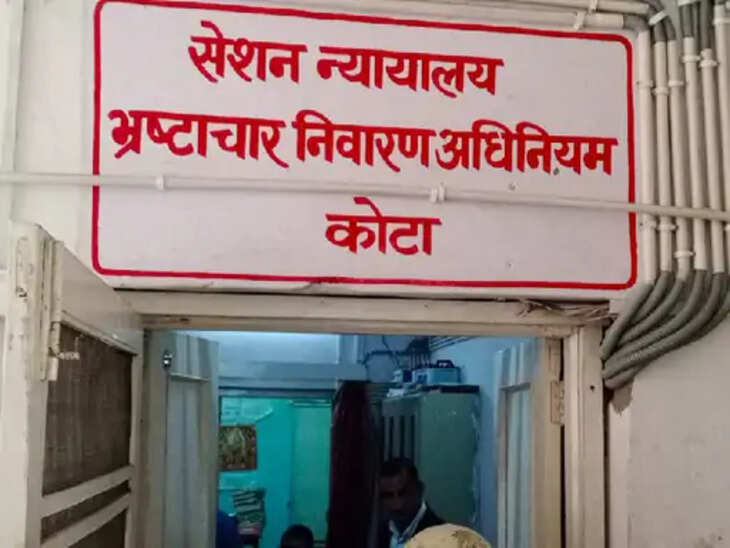 सेशन न्यायालय
भ्रष्टाचार निवारण अधिनियम
कोटा